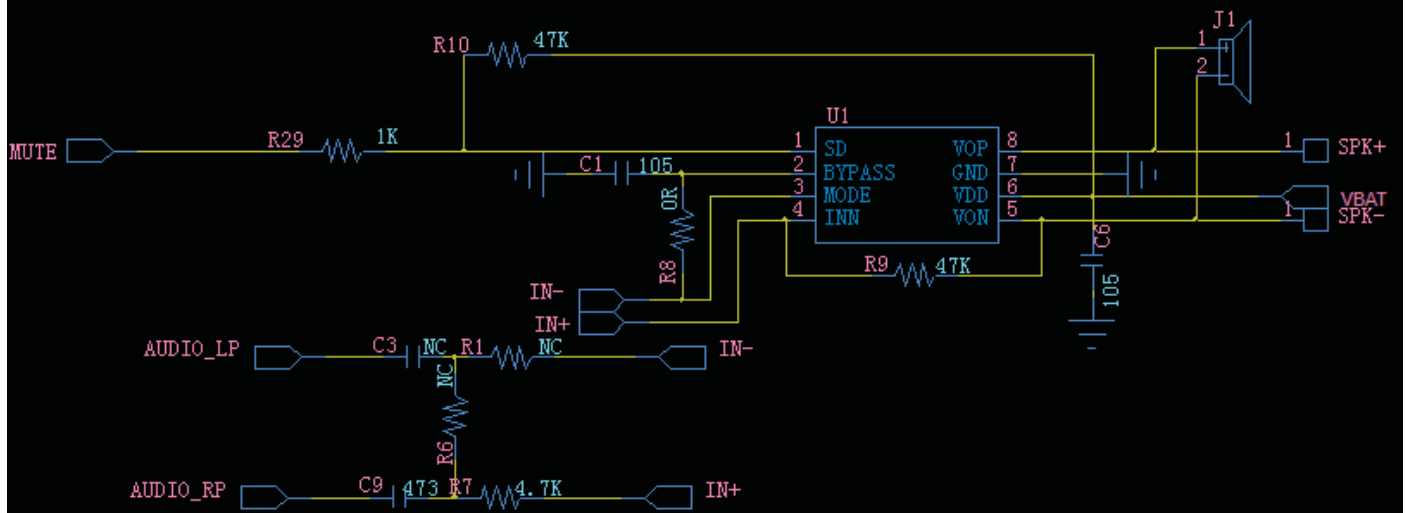 J1
R10 47K
1
2
U1
MUTE
R29 1K
1 SD VOP 8
1 SPK+
C1 105
2 BYPASS GND 7
3 MODE VDD 6
VBAT
4 INN VON 5
1 SPK-
0R
R8
R9 47K
C6
105
IN-
IN+
AUDIO_LP
C3 NC R1 NC
IN-
NC
R6
AUDIO_RP
C9 473 R7 4.7K
IN+